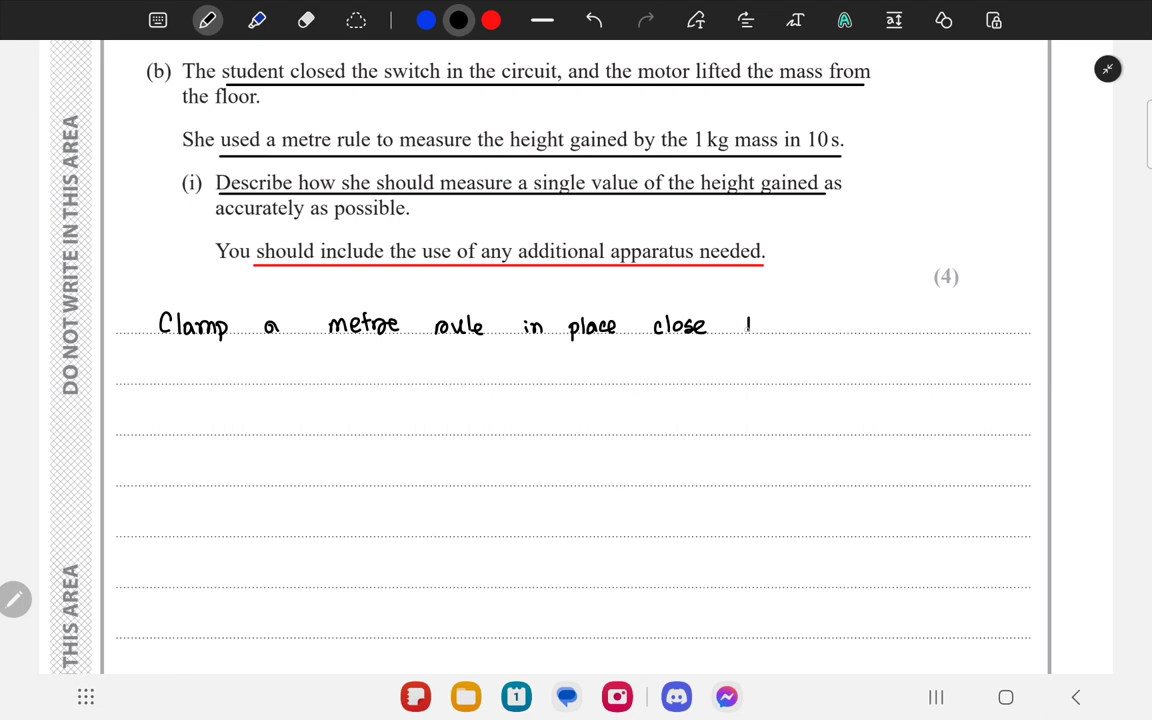 (b) The student closed the switch in the circuit, and the motor lifted the mass from
the floor.
She used a metre rule to measure the height gained by the 1 kg mass in 10 s.
(i) Describe how she should measure a single value of the height gained as
accurately as possible.
You should include the use of any additional apparatus needed.
(4)
Clamp a metre rule in place close
DO NOT WRITE IN THIS AREA
THIS AREA